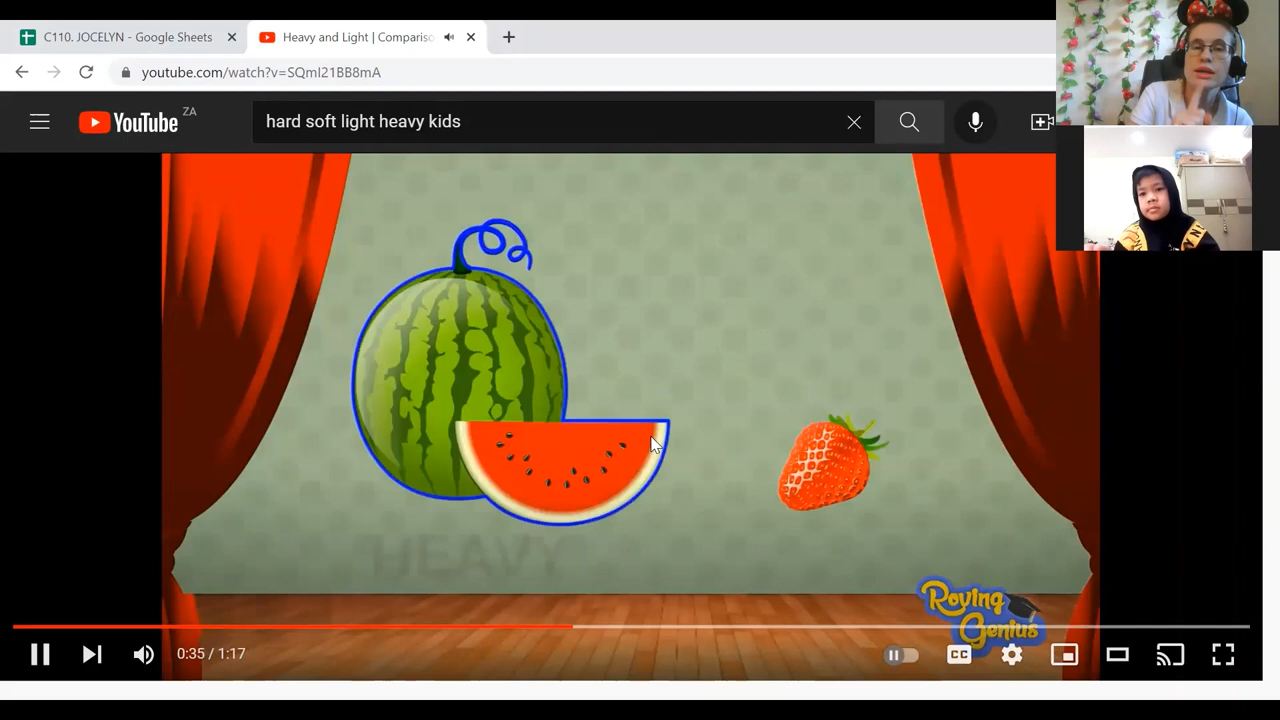 C110. JOCELYN - Google Sheets
Heavy and Light | Compariso
youtube.com/watch?v=SQmI21BB8mA
YouTube ZA
hard soft light heavy kids
HEAVY
Roving
Genius
0:35 / 1:17
CC